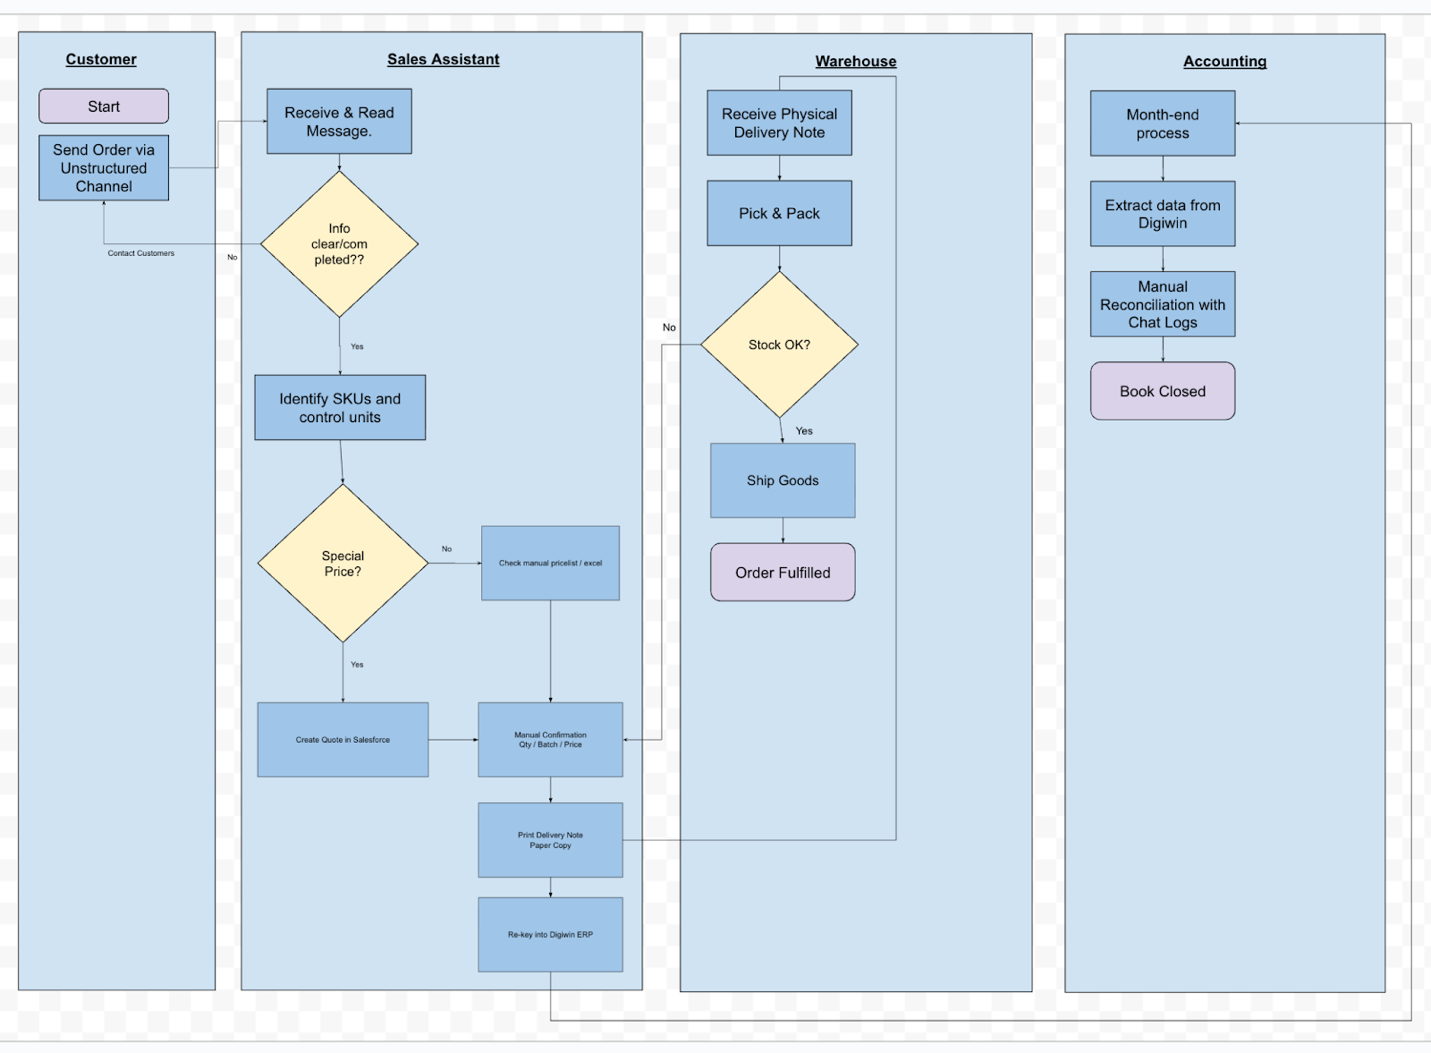 Customer
Start
Send Order via
Unstructured
Channel
Contact Customers
No
Sales Assistant
Receive & Read
Message.
Info
clear/com
pleted??
Yes
Identify SKUs and
control units
Special
Price?
No
Check manual pricelist / excel
Yes
Create Quote in Salesforce
Manual Confirmation
Qty / Batch / Price
Print Delivery Note
Paper Copy
Re-key into Digiwin ERP
Warehouse
Receive Physical
Delivery Note
Pick & Pack
No
Stock OK?
Yes
Ship Goods
Order Fulfilled
Accounting
Month-end
process
Extract data from
Digiwin
Manual
Reconciliation with
Chat Logs
Book Closed